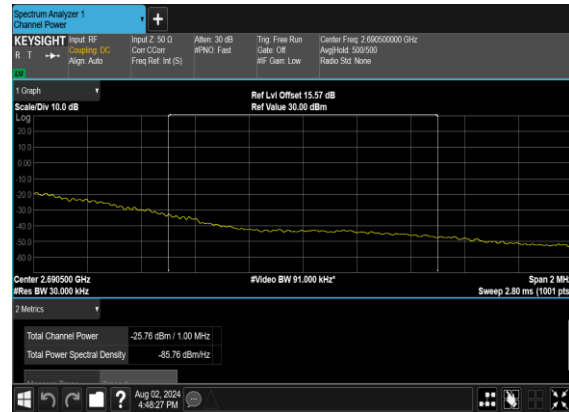 Spectrum Analyzer 1
Channel Power
+
KEYSIGHT
R T
LXI
Input: RF
Coupling: DC
Align: Auto
Input Z: 50 Ω
Corr CCorr
Freq Ref: Int (S)
Atten: 30 dB
#PNO: Fast
Trig: Free Run
Gate: Off
#IF Gain: Low
Center Freq: 2.690500000 GHz
Avg|Hold: 500/500
Radio Std: None
1 Graph
Scale/Div 10.0 dB
Ref Lvl Offset 15.57 dB
Ref Value 30.00 dBm
Log
20.0
10.0
0.00
-10.0
-20.0
-30.0
-40.0
-50.0
-60.0
Center 2.690500 GHz
#Res BW 30.000 kHz
#Video BW 91.000 kHz*
Span 2 MH
Sweep 2.80 ms (1001 pts
2 Metrics
Total Channel Power -25.76 dBm / 1.00 MHz
Total Power Spectral Density -85.76 dBm/Hz
?
Aug 02, 2024
4:48:27 PM